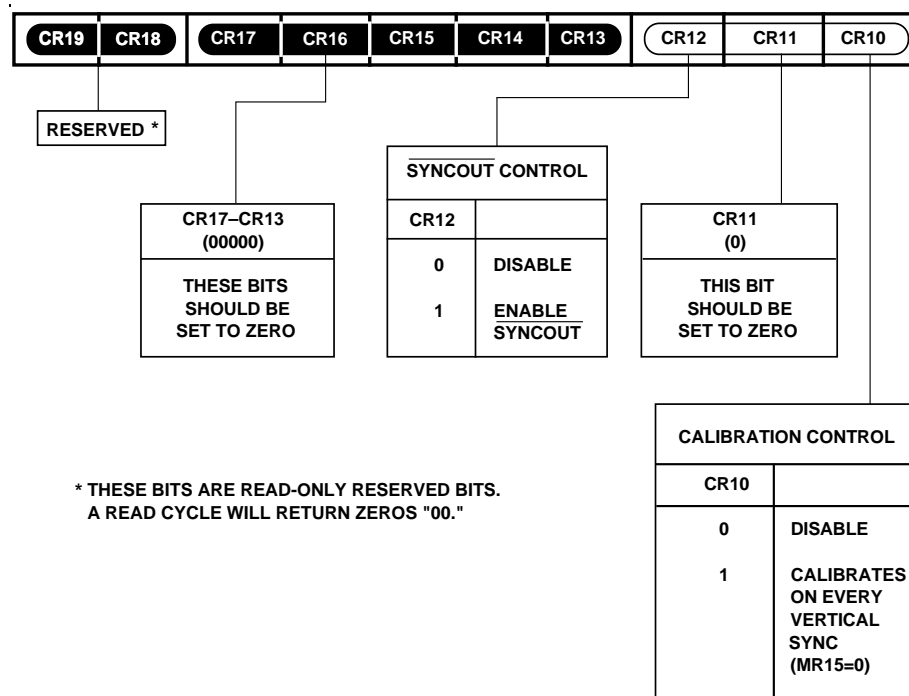 CR19 CR18 CR17 CR16 CR15 CR14 CR13 CR12 CR11 CR10
RESERVED *
CR17–CR13
(00000)
THESE BITS
SHOULD BE
SET TO ZERO
SYNCOUT CONTROL
CR12
0 DISABLE
1 ENABLE
SYNCOUT
CR11
(0)
THIS BIT
SHOULD BE
SET TO ZERO
CALIBRATION CONTROL
CR10
0 DISABLE
1 CALIBRATES
ON EVERY
VERTICAL
SYNC
(MR15=0)
* THESE BITS ARE READ-ONLY RESERVED BITS.
A READ CYCLE WILL RETURN ZEROS "00."